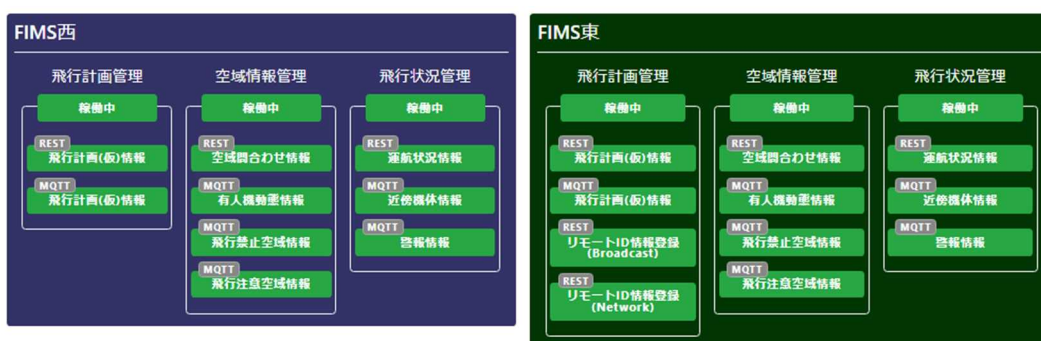 FIMS西
飛行計画管理
稼働中
REST
飛行計画(仮)情報
MQTT
飛行計画(仮)情報
空域情報管理
稼働中
REST
空域問合わせ情報
MQTT
有人機動態情報
MQTT
飛行禁止空域情報
MQTT
飛行注意空域情報
飛行状況管理
稼働中
REST
運航状況情報
MQTT
近傍機体情報
MQTT
警報情報
FIMS東
飛行計画管理
稼働中
REST
飛行計画(仮)情報
MQTT
飛行計画(仮)情報
REST
リモートID情報登録
(Broadcast)
REST
リモートID情報登録
(Network)
空域情報管理
稼働中
REST
空域問合わせ情報
MQTT
有人機動態情報
MQTT
飛行禁止空域情報
MQTT
飛行注意空域情報
飛行状況管理
稼働中
REST
運航状況情報
MQTT
近傍機体情報
MQTT
警報情報